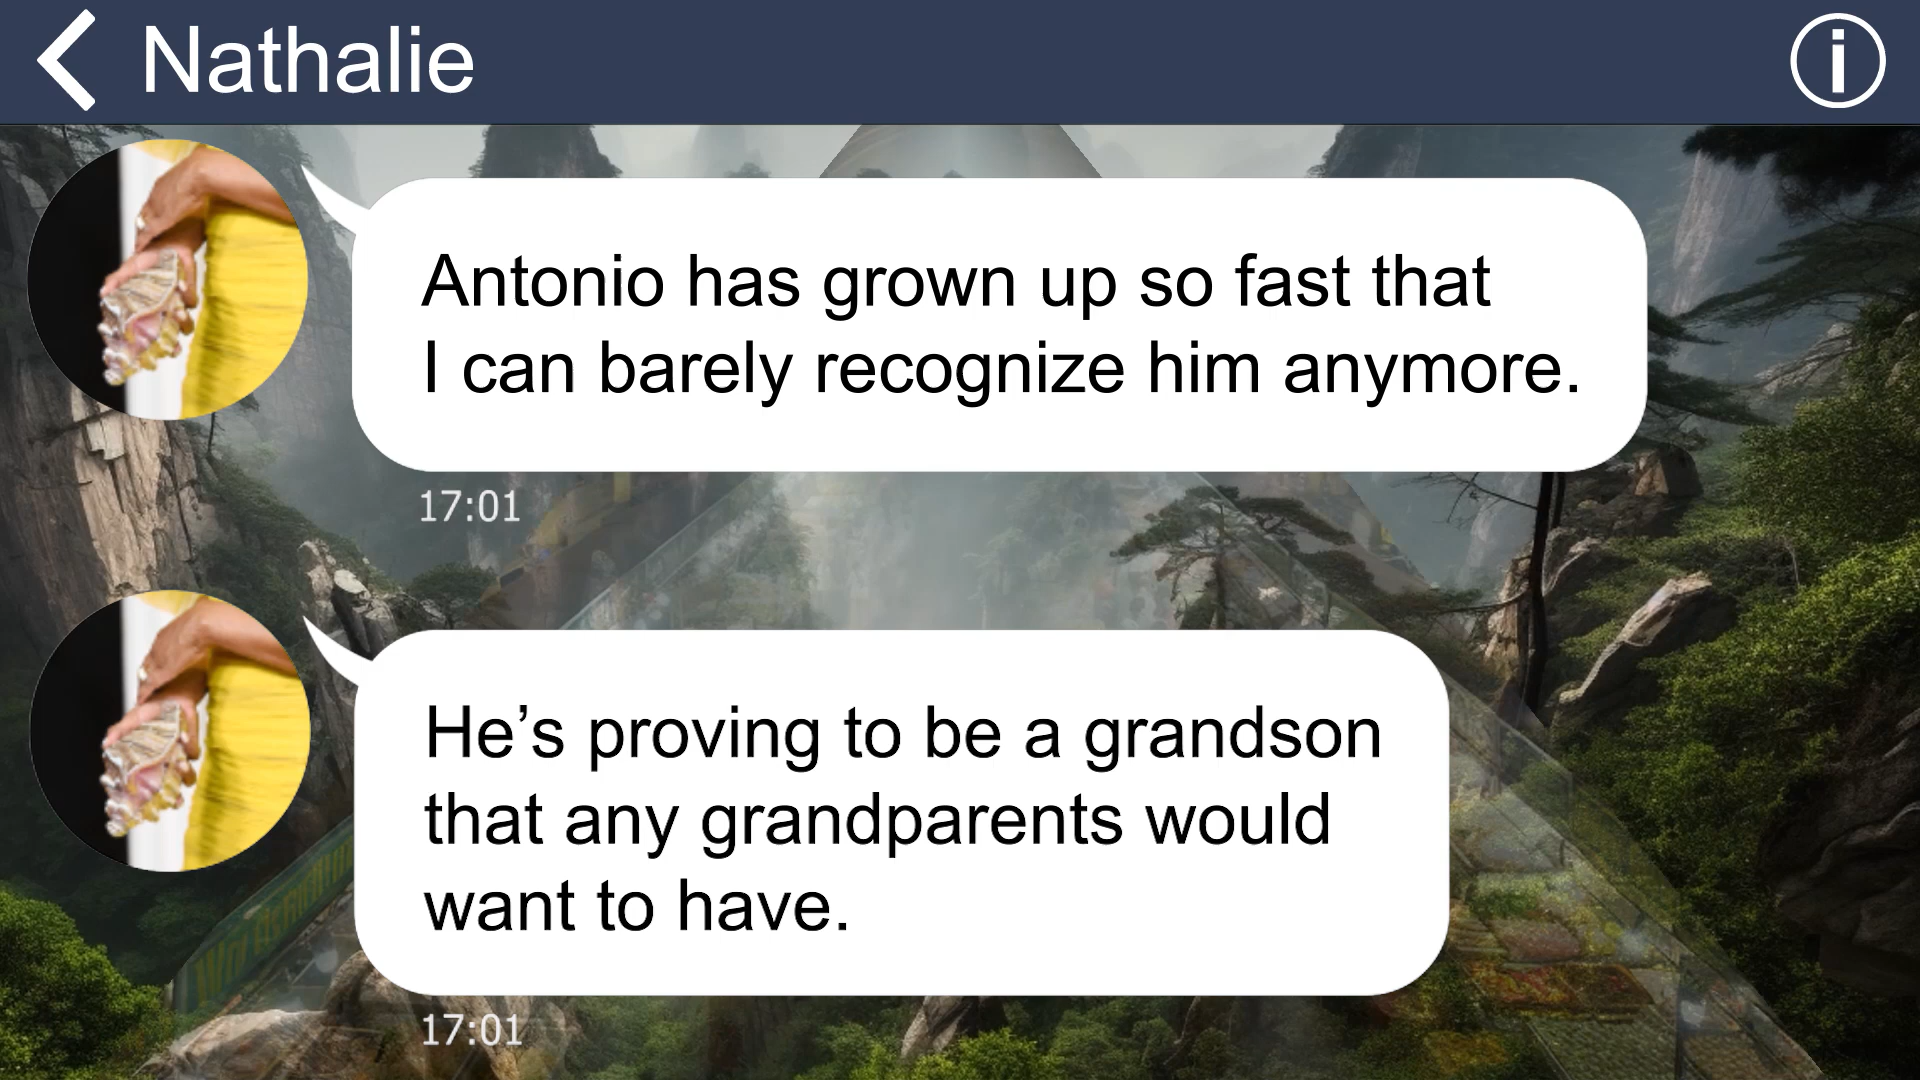 Nathalie
Antonio has grown up so fast that
I can barely recognize him anymore.
17:01
He’s proving to be a grandson
that any grandparents would
want to have.
17:01